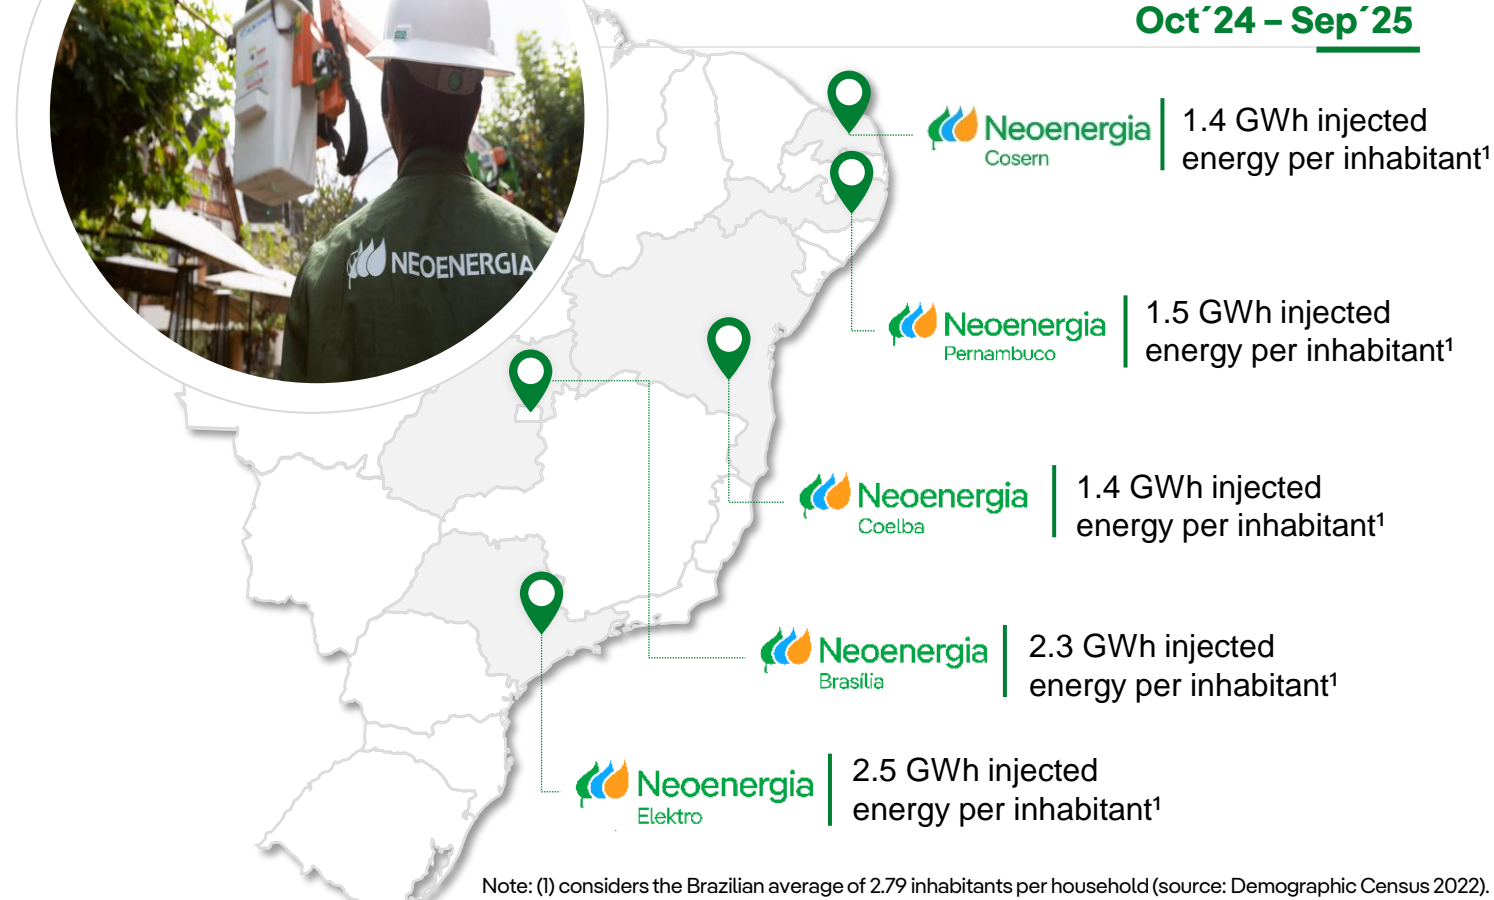 Oct´24 – Sep´25
NEOENERGIA
Neoenergia
Cosern
1.4 GWh injected
energy per inhabitant¹
Neoenergia
Pernambuco
1.5 GWh injected
energy per inhabitant¹
Neoenergia
Coelba
1.4 GWh injected
energy per inhabitant¹
Neoenergia
Brasília
2.3 GWh injected
energy per inhabitant¹
Neoenergia
Elektro
2.5 GWh injected
energy per inhabitant¹
Note: (1) considers the Brazilian average of 2.79 inhabitants per household (source: Demographic Census 2022).